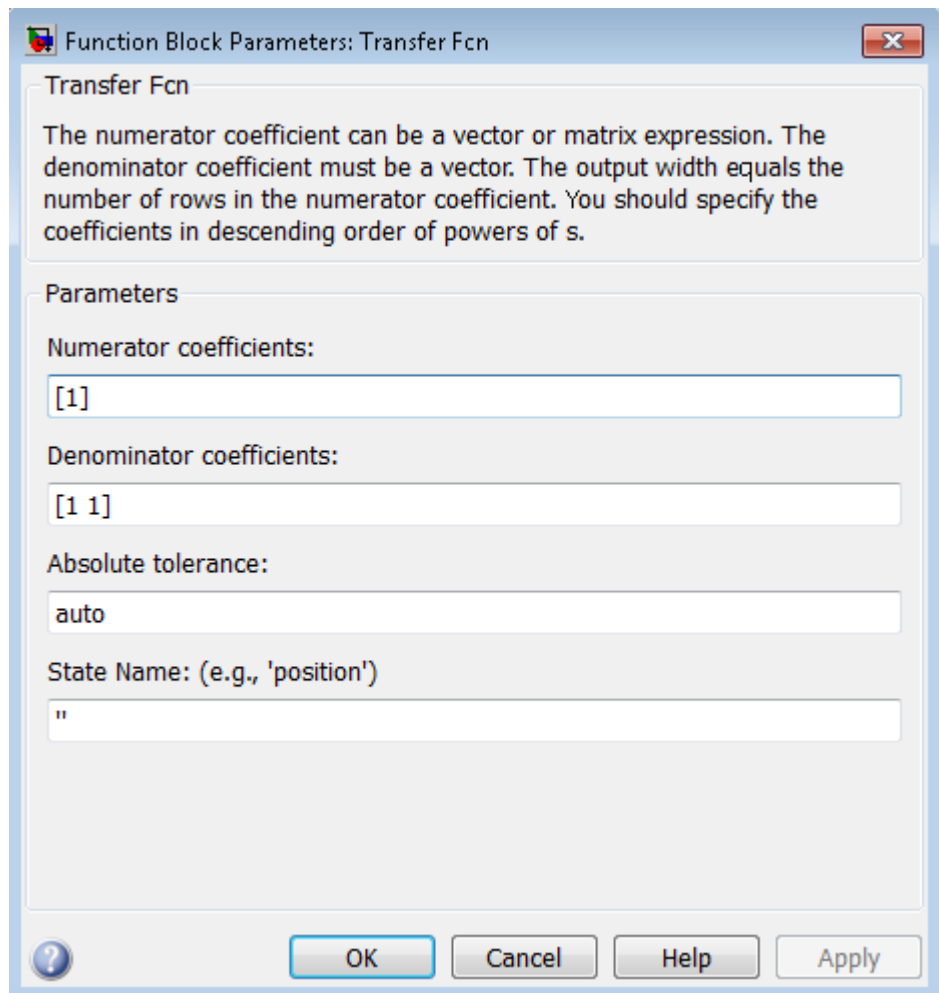 Function Block Parameters: Transfer Fcn
Transfer Fcn
The numerator coefficient can be a vector or matrix expression. The
denominator coefficient must be a vector. The output width equals the
number of rows in the numerator coefficient. You should specify the
coefficients in descending order of powers of s.
Parameters
Numerator coefficients:
[1]
Denominator coefficients:
[1 1]
Absolute tolerance:
auto
State Name: (e.g., 'position')
''
? OK Cancel Help Apply